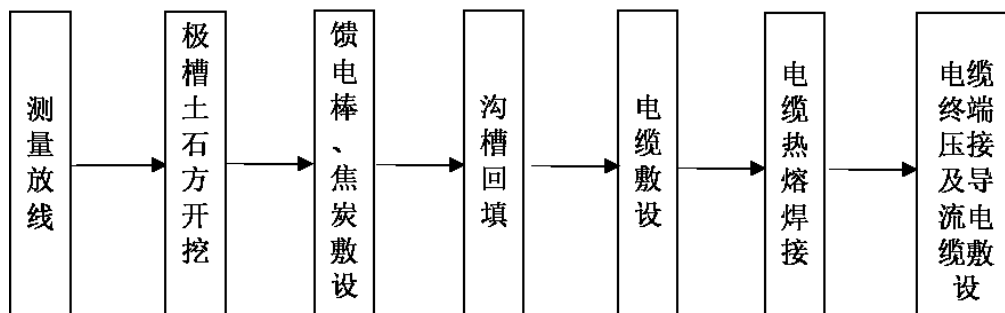 测量放线
极槽土石方开挖
馈电棒、焦炭敷设
沟槽回填
电缆敷设
电缆热熔焊接
电缆终端压接及导流电缆敷设